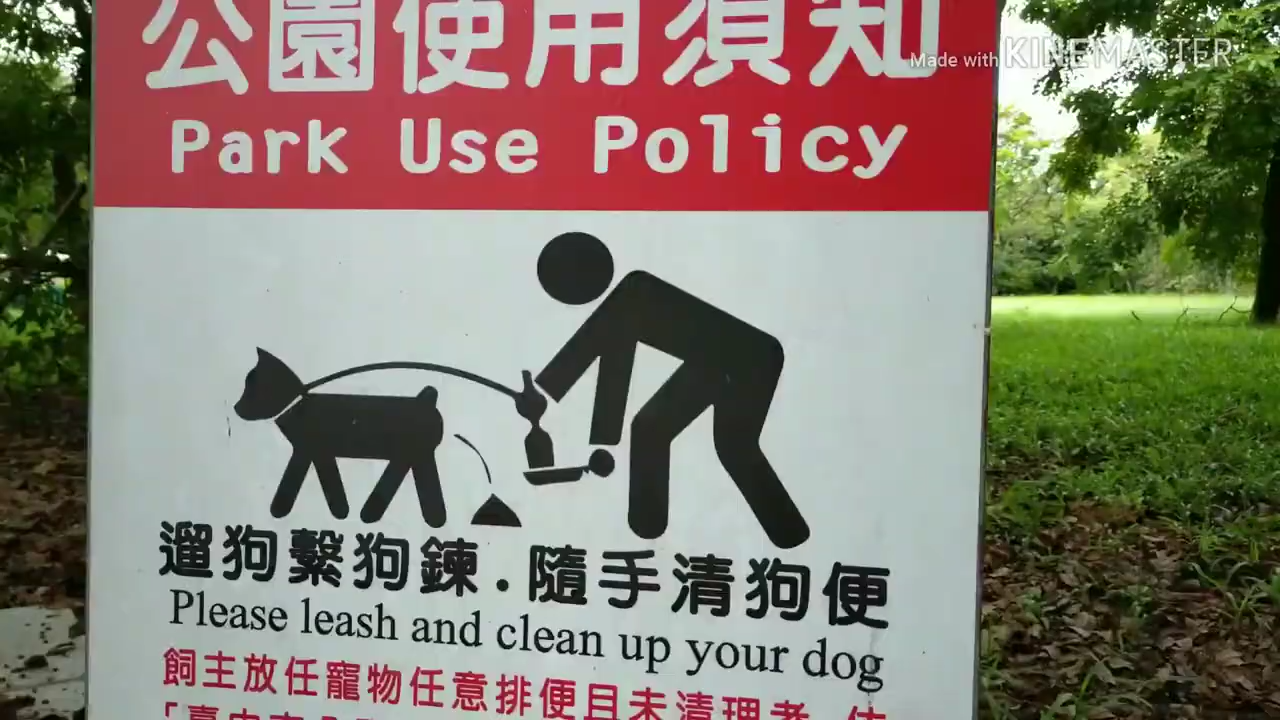 公園使用須知
Made with KINEMASTER
Park Use Policy
遛狗繫狗鍊.隨手清狗便
Please leash and clean up your dog
飼主放任寵物任意排便且未清理者